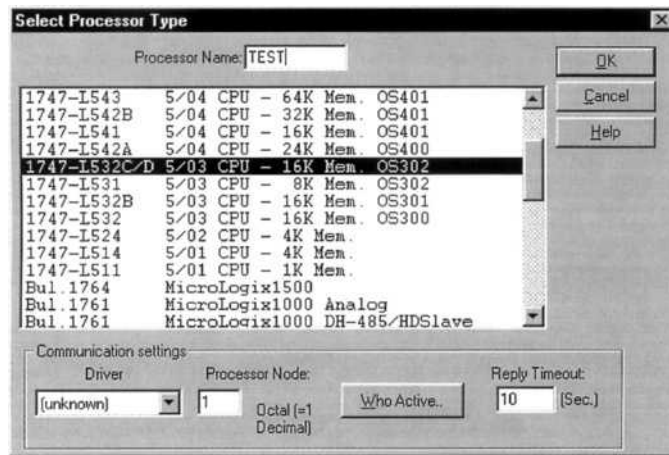 Select Processor Type
Processor Name: TEST
OK
Cancel
Help
1747-L543 5/04 CPU - 64K Mem. OS401
1747-L542B 5/04 CPU - 32K Mem. OS401
1747-L541 5/04 CPU - 16K Mem. OS401
1747-L542A 5/04 CPU - 24K Mem. OS400
1747-L532C/D 5/03 CPU - 16K Mem. OS302
1747-L531 5/03 CPU - 8K Mem. OS302
1747-L532B 5/03 CPU - 16K Mem. OS301
1747-L532 5/03 CPU - 16K Mem. OS300
1747-L524 5/02 CPU - 4K Mem.
1747-L514 5/01 CPU - 4K Mem.
1747-L511 5/01 CPU - 1K Mem.
Bul.1764 MicroLogix1500
Bul.1761 MicroLogix1000 Analog
Bul.1761 MicroLogix1000 DH-485/HDSlave
Communication settings
Driver
Processor Node:
Reply Timeout:
(unknown)
1
Octal (=1
Decimal)
Who Active..
10
(Sec.)